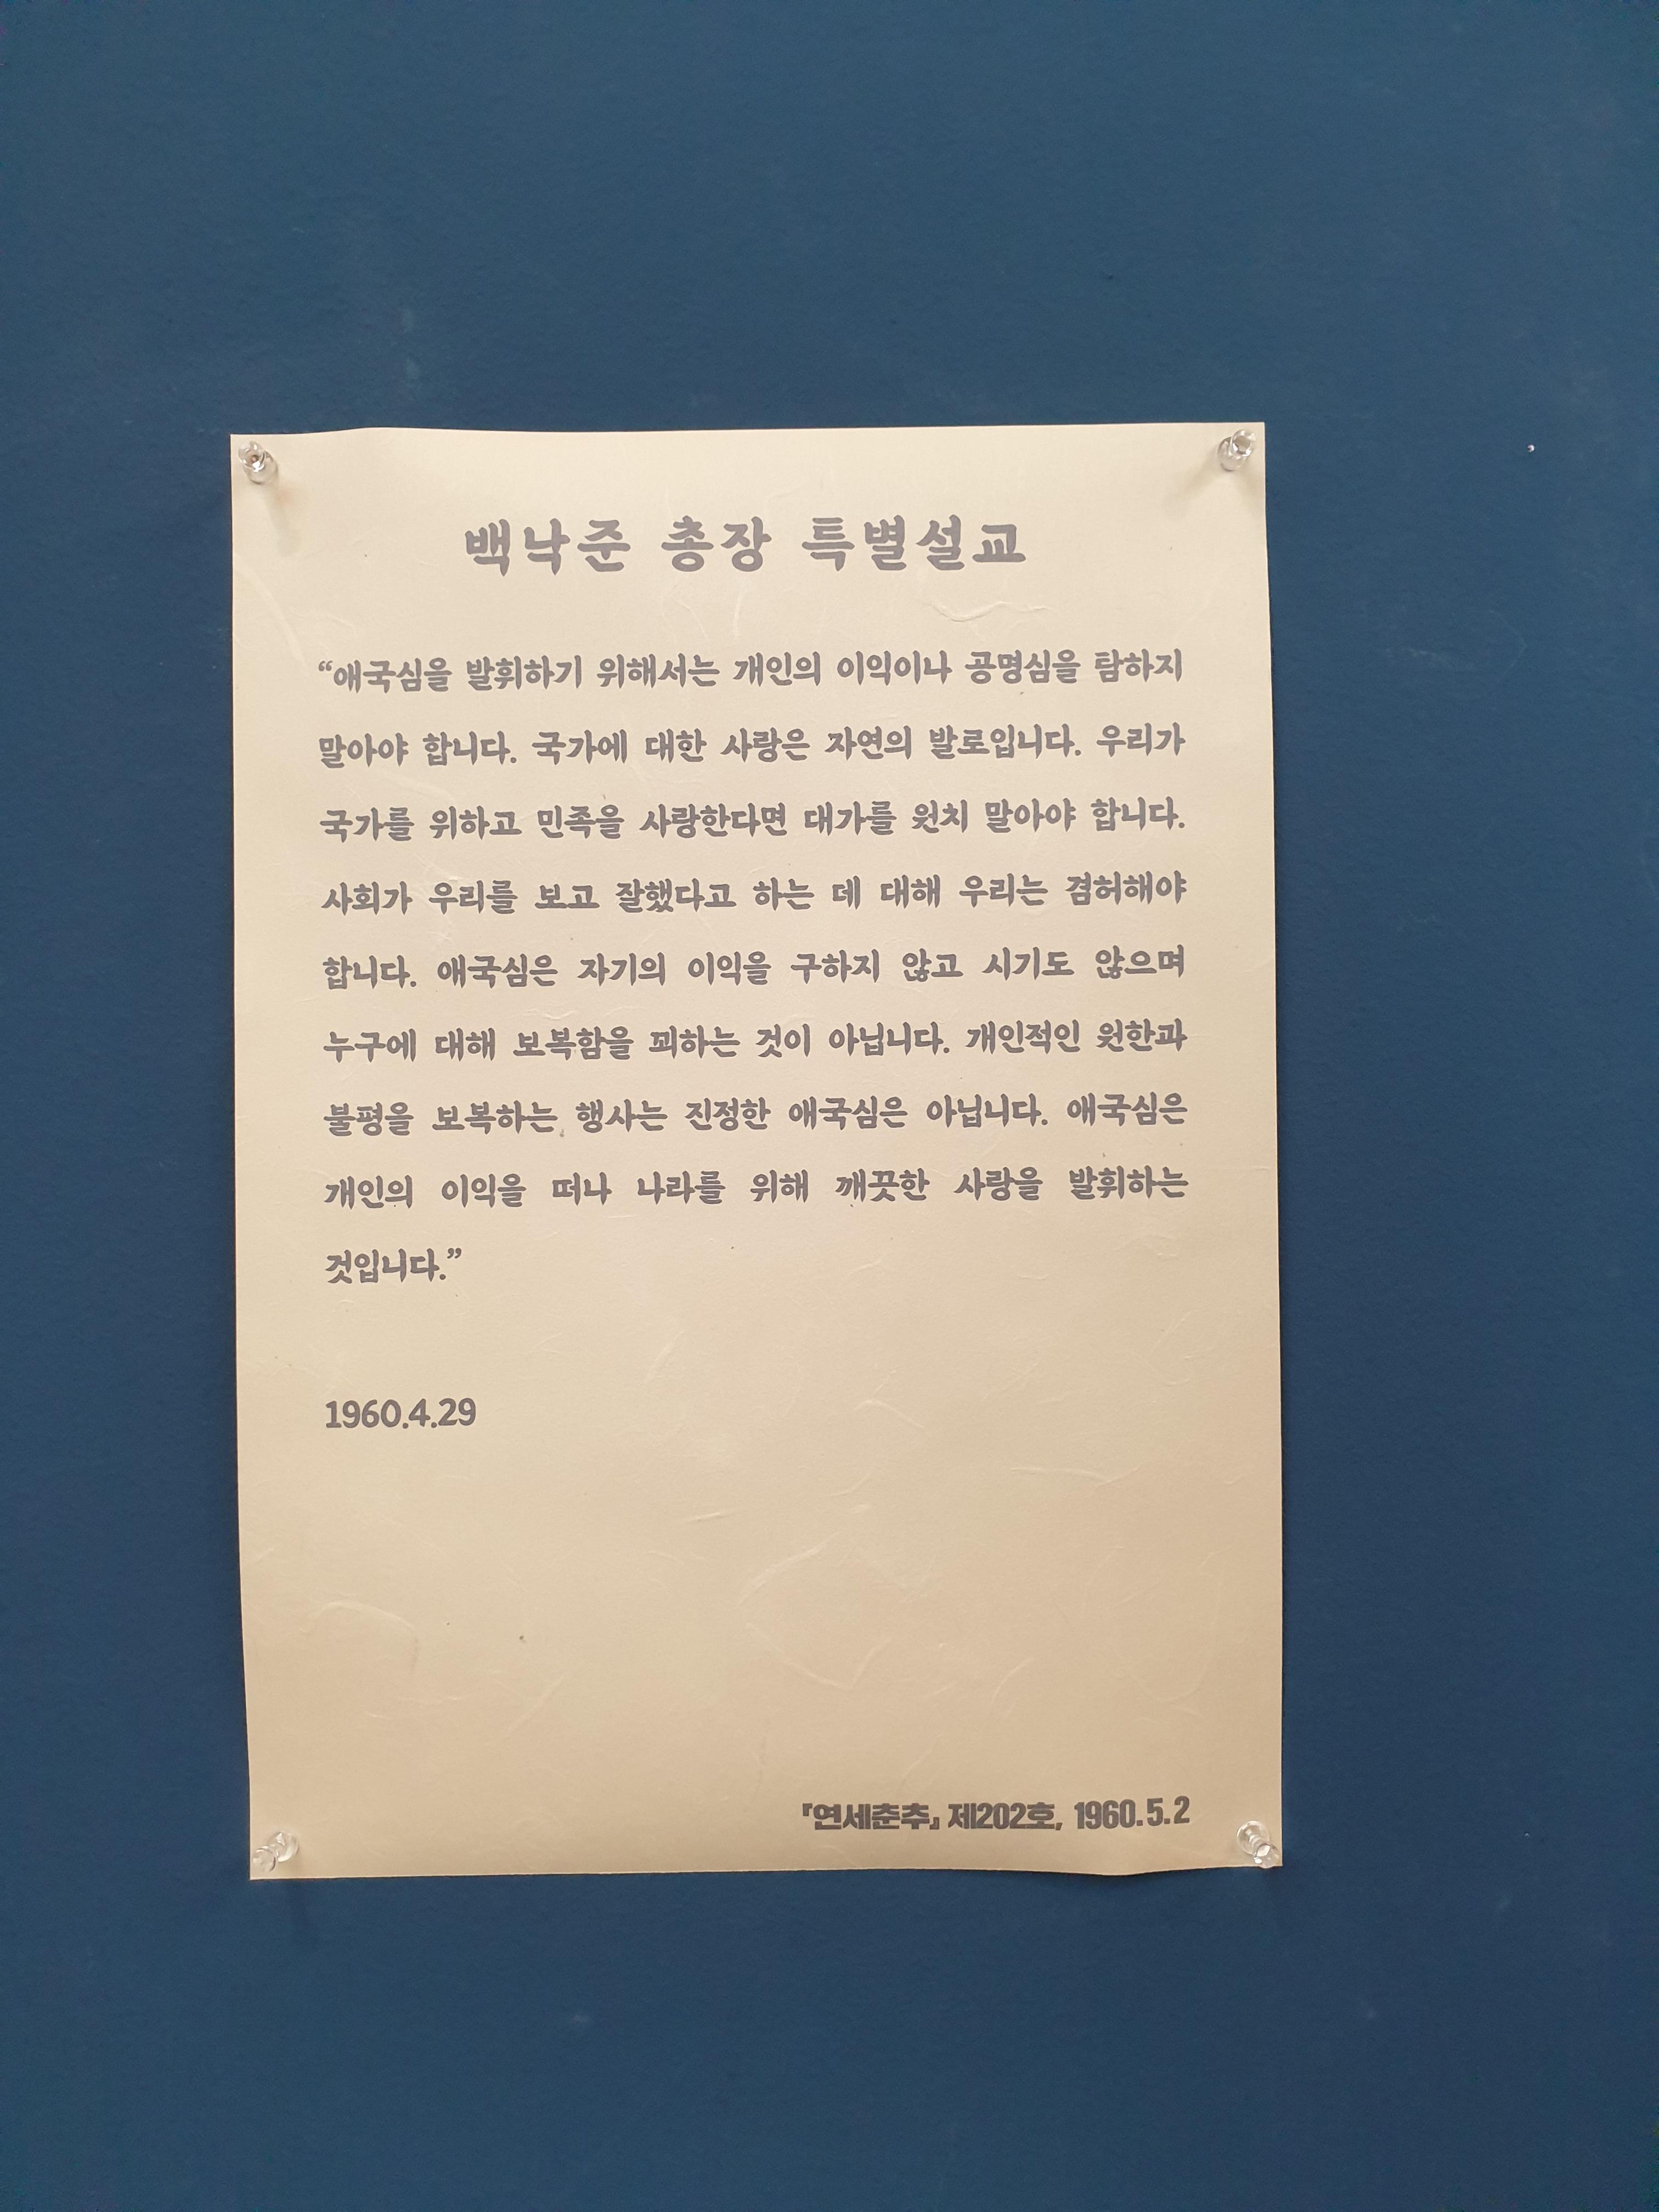 백낙준 총장 특별설교
“애국심을 발휘하기 위해서는 개인의 이익이나 공명심을 탐하지
말아야 합니다. 국가에 대한 사랑은 자연의 발로입니다. 우리가
국가를 위하고 민족을 사랑한다면 대가를 원치 말아야 합니다.
사회가 우리를 보고 잘했다고 하는 데 대해 우리는 겸허해야
합니다. 애국심은 자기의 이익을 구하지 않고 시기도 않으며
누구에 대해 보복함을 꾀하는 것이 아닙니다. 개인적인 원한과
불평을 보복하는 행사는 진정한 애국심은 아닙니다. 애국심은
개인의 이익을 떠나 나라를 위해 깨끗한 사랑을 발휘하는
것입니다.”
1960.4.29
『연세춘추』 제202호, 1960.5.2